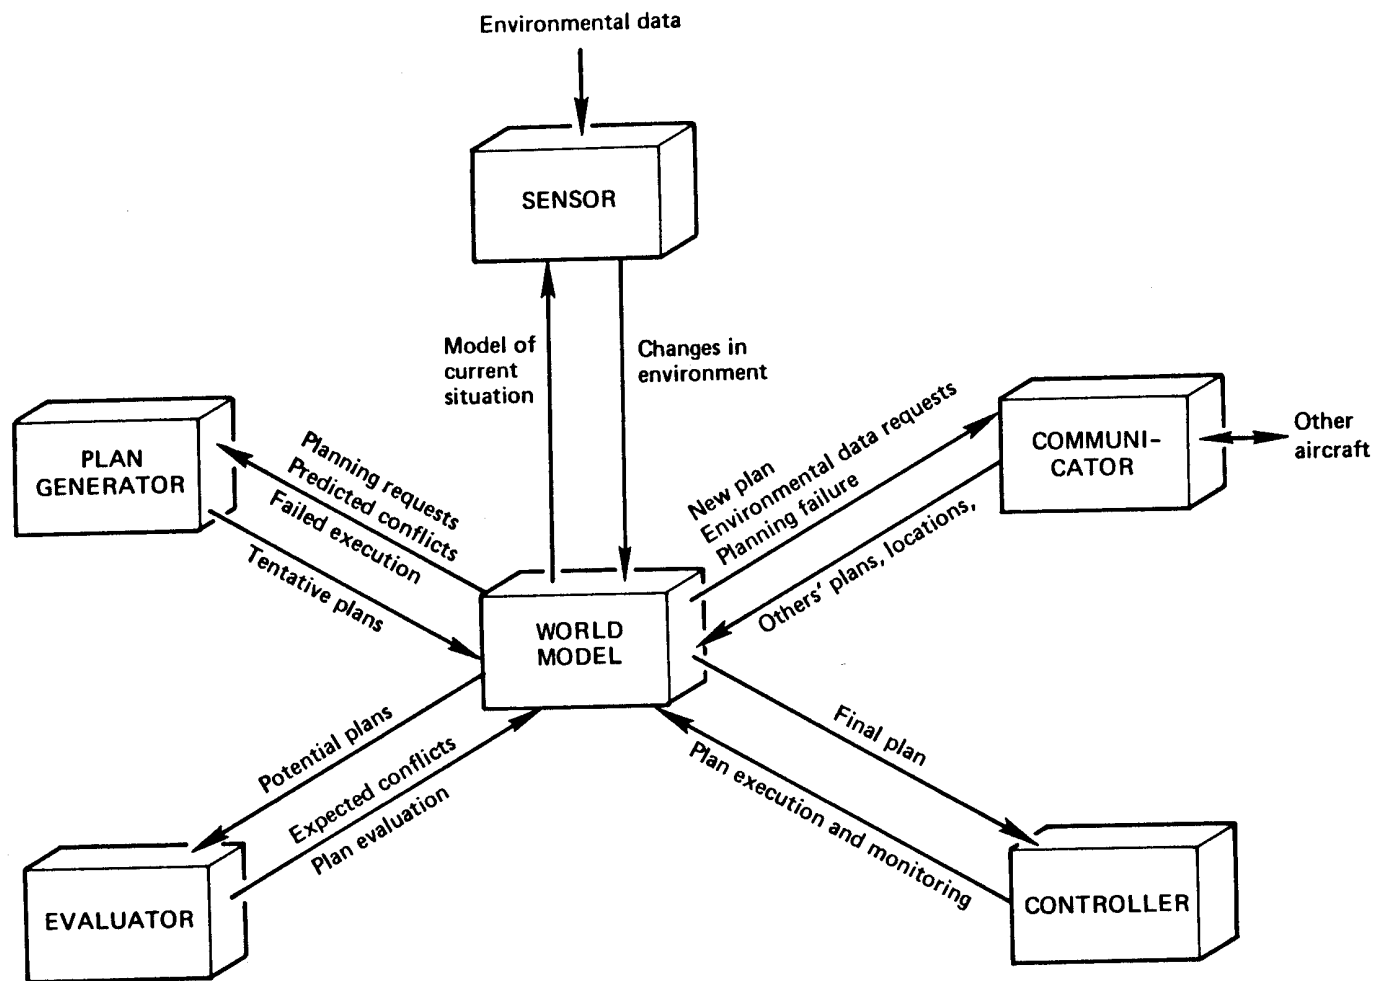 Environmental data
SENSOR
Model of
current
situation
Changes in
environment
PLAN
GENERATOR
Planning requests
Predicted conflicts
Failed execution
Tentative plans
New plan
Environmental data requests
Planning failure
Others' plans, locations,
COMMUNI-
CATOR
Other
aircraft
WORLD
MODEL
Potential plans
Expected conflicts
Plan evaluation
Final plan
Plan execution and monitoring
EVALUATOR
CONTROLLER